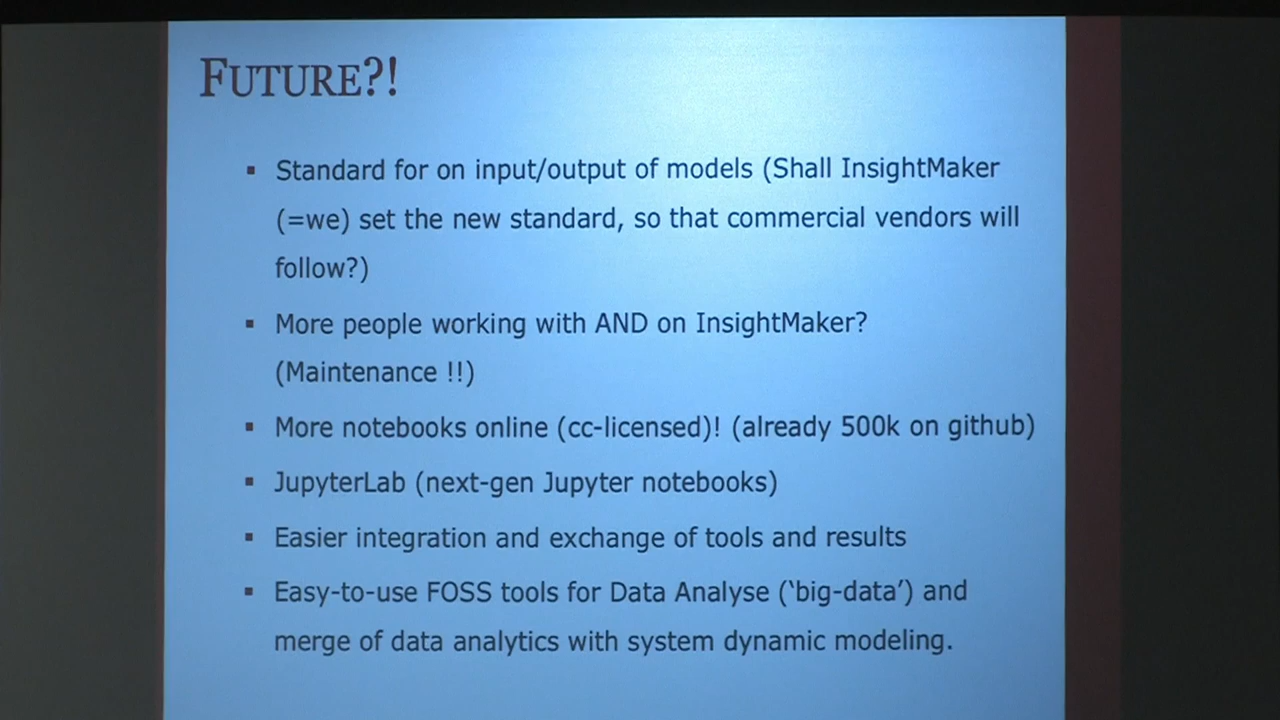 FUTURE?!
▪ Standard for on input/output of models (Shall InsightMaker
(=we) set the new standard, so that commercial vendors will
follow?)
▪ More people working with AND on InsightMaker?
(Maintenance !!)
▪ More notebooks online (cc-licensed)! (already 500k on github)
▪ JupyterLab (next-gen Jupyter notebooks)
▪ Easier integration and exchange of tools and results
▪ Easy-to-use FOSS tools for Data Analyse (‘big-data’) and
merge of data analytics with system dynamic modeling.